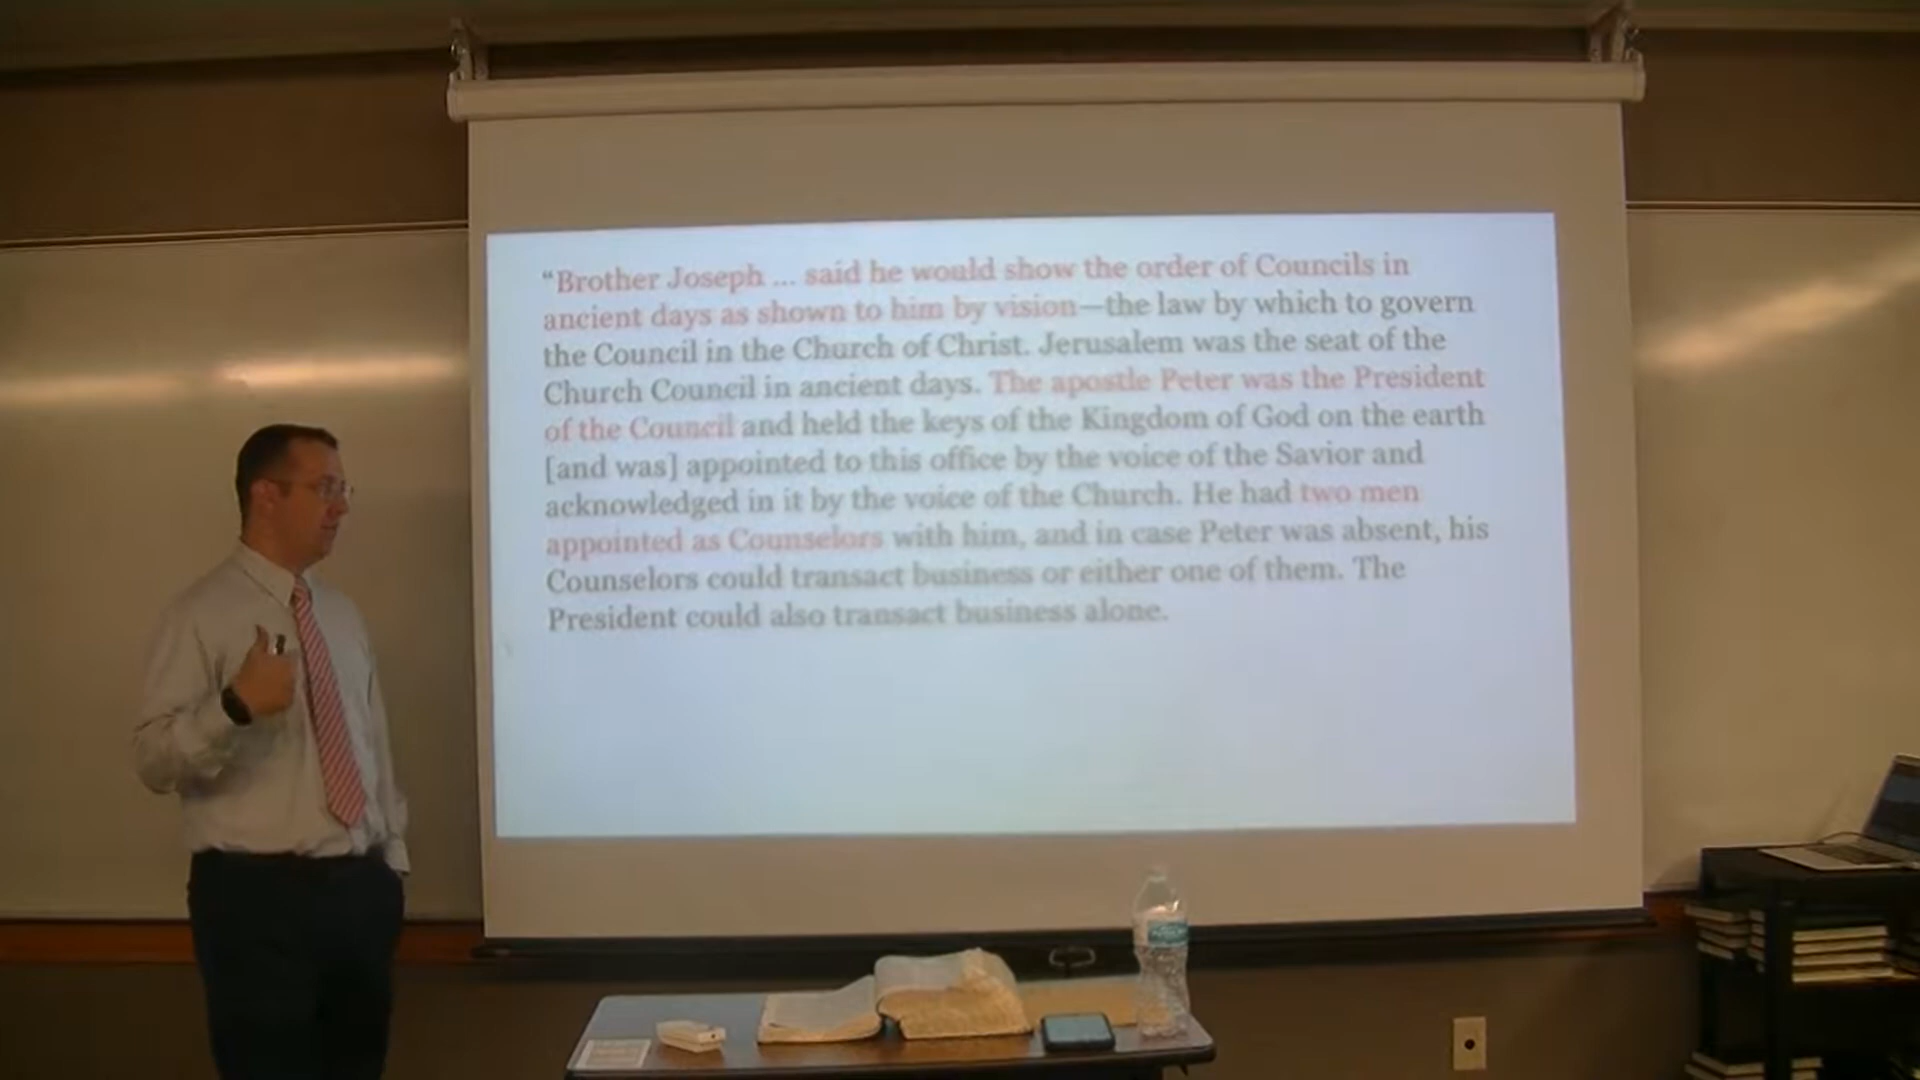 “Brother Joseph ... said he would show the order of Councils in
ancient days as shown to him by vision—the law by which to govern
the Council in the Church of Christ. Jerusalem was the seat of the
Church Council in ancient days. The apostle Peter was the President
of the Council and held the keys of the Kingdom of God on the earth
[and was] appointed to this office by the voice of the Savior and
acknowledged in it by the voice of the Church. He had two men
appointed as Counselors with him, and in case Peter was absent, his
Counselors could transact business or either one of them. The
President could also transact business alone.